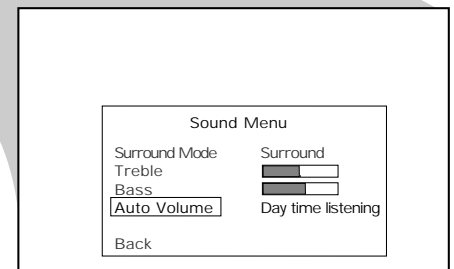 Sound Menu
Surround Mode Surround
Treble
Bass
Auto Volume Day time listening
Back